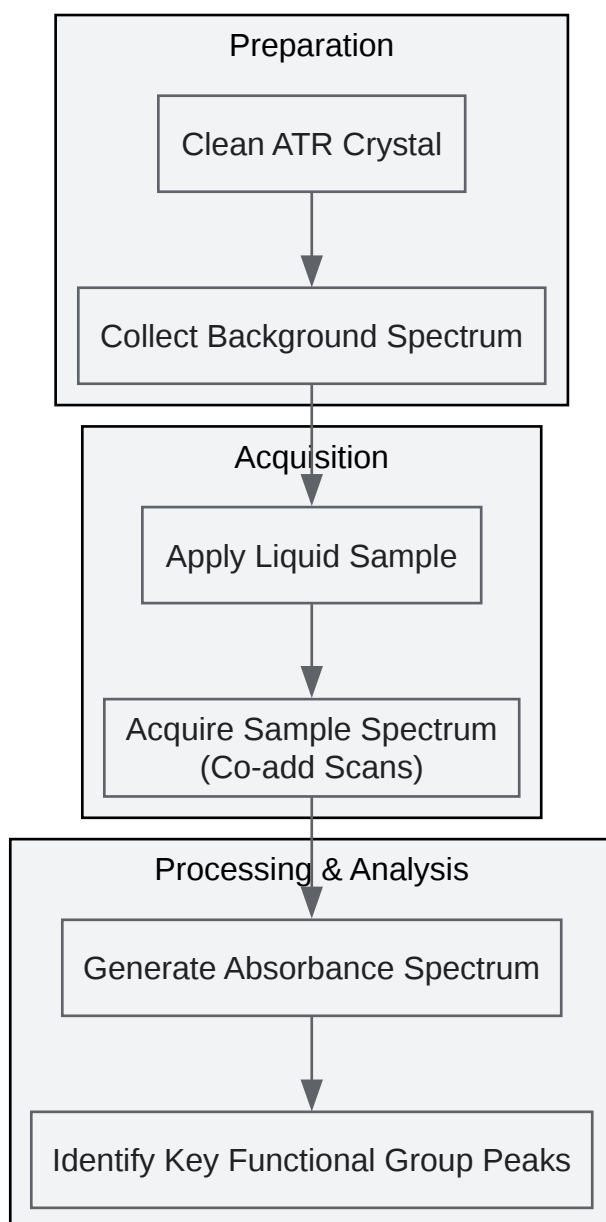 Preparation
Clean ATR Crystal
Collect Background Spectrum
Acquisition
Apply Liquid Sample
Acquire Sample Spectrum
(Co-add Scans)
Processing & Analysis
Generate Absorbance Spectrum
Identify Key Functional Group Peaks